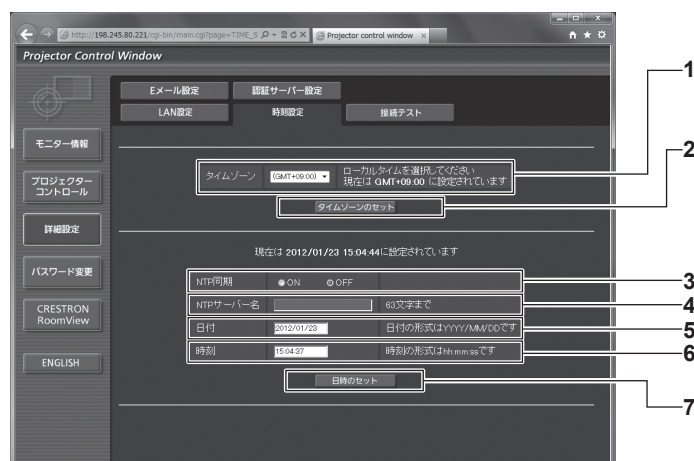 http://198.245.80.221/cgi-bin/main.cgi?page=TIME_S
Projector control window
Projector Control Window
Eメール設定
認証サーバー設定
LAN設定
時刻設定
接続テスト
モニター情報
プロジェクター
コントロール
詳細設定
パスワード変更
CRESTRON
RoomView
ENGLISH
タイムゾーン
(GMT+09:00)
ローカルタイムを選択してください
現在は GMT+09:00 に設定されています
タイムゾーンのセット
現在は 2012/01/23 15:04:44に設定されています
NTP同期
ON
OFF
NTPサーバー名
63文字まで
日付
2012/01/23
日付の形式はYYYY/MM/DDです
時刻
15:04:37
時刻の形式はhh:mm:ssです
日時のセット
1
2
3
4
5
6
7